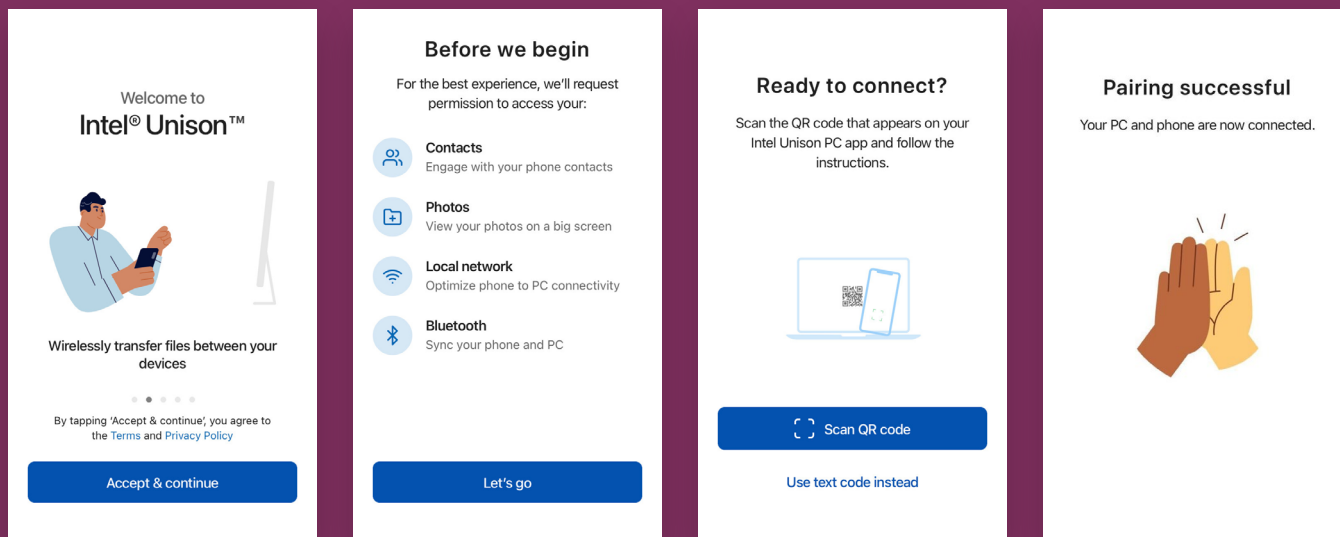 Welcome to
Intel® Unison™
Wirelessly transfer files between your
devices
By tapping ‘Accept & continue’, you agree to
the Terms and Privacy Policy
Accept & continue
Before we begin
For the best experience, we’ll request
permission to access your:
Contacts
Engage with your phone contacts
Photos
View your photos on a big screen
Local network
Optimize phone to PC connectivity
Bluetooth
Sync your phone and PC
Let’s go
Ready to connect?
Scan the QR code that appears on your
Intel Unison PC app and follow the
instructions.
Scan QR code
Use text code instead
Pairing successful
Your PC and phone are now connected.